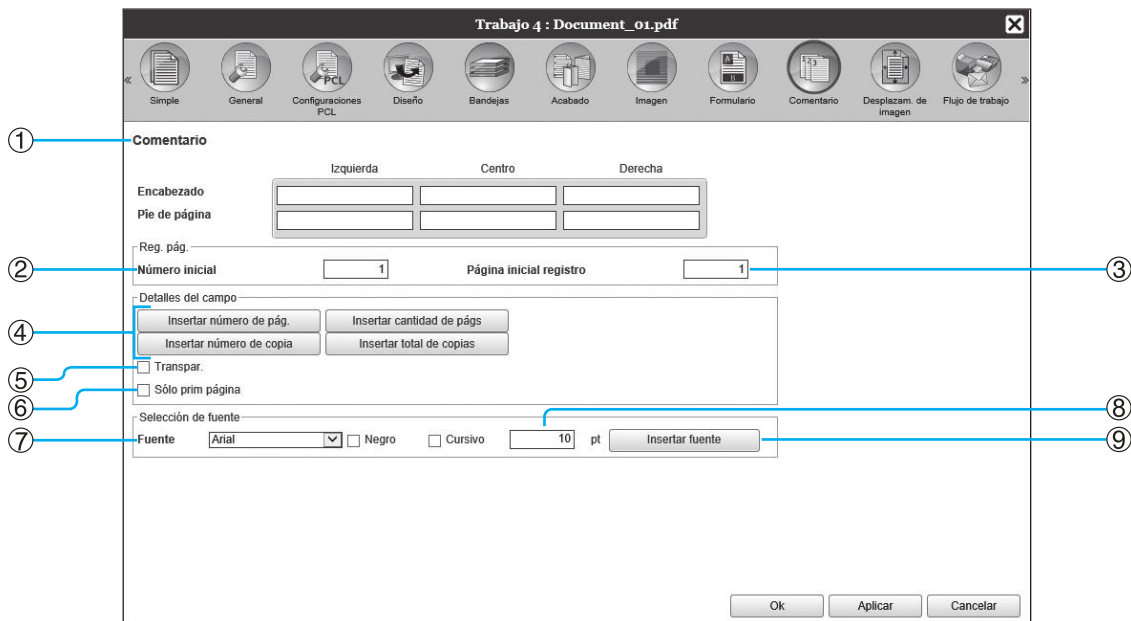 Trabajo 4 : Document_01.pdf
« Simple General Configuraciones PCL Diseño Bandejas Acabado Imagen Formulario Comentario Desplazam. de imagen Flujo de trabajo »
PCL
① Comentario
Izquierda Centro Derecha
Encabezado
Pîe de página
Reg. pág.
② Número inicial 1 Página inicial registro 1 ③
Detalles del campo
④ Insertar número de pág. Insertar cantidad de págs
Insertar número de copia Insertar total de copias
⑤ Transpar.
⑥ Sólo prim página
Selección de fuente ⑧
⑦ Fuente Arial Negro Cursivo 10 pt Insertar fuente ⑨
Ok Aplicar Cancelar